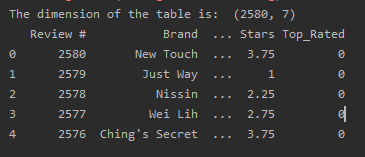 The dimension of the table is:  (2580, 7)
   Review #           Brand  ...  Stars Top_Rated
0      2580       New Touch  ...   3.75         0
1      2579        Just Way  ...      1         0
2      2578          Nissin  ...   2.25         0
3      2577         Wei Lih  ...   2.75         0
4      2576  Ching's Secret  ...   3.75         0